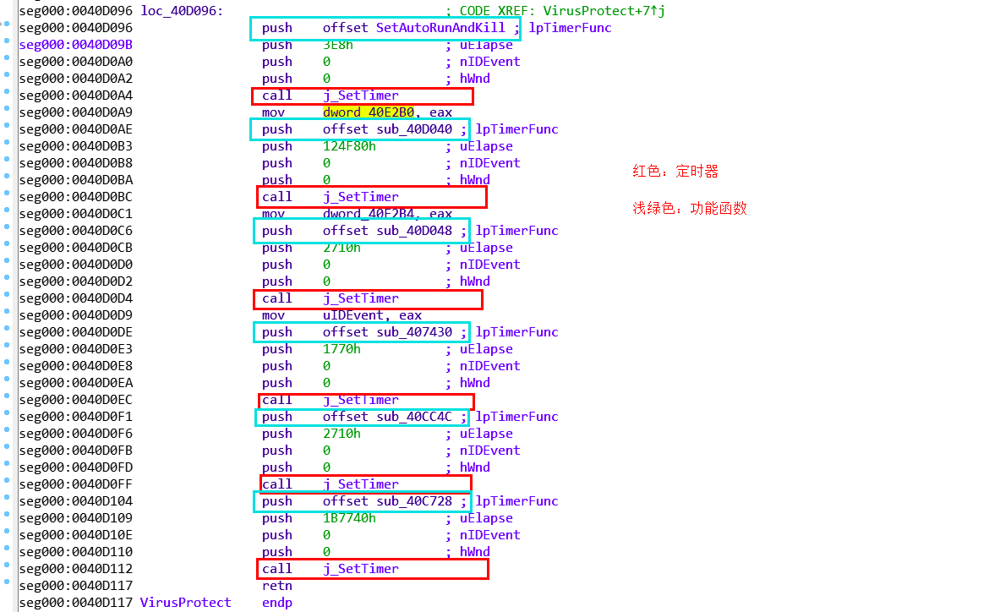 seg000:0040D096 loc_40D096: ; CODE XREF: VirusProtect+7↑j
seg000:0040D096 push offset SetAutoRunAndKill ; lpTimerFunc
seg000:0040D09B push 3E8h ; uElapse
seg000:0040D0A0 push 0 ; nIDEvent
seg000:0040D0A2 push 0 ; hWnd
seg000:0040D0A4 call j_SetTimer
seg000:0040D0A9 mov dword_40E2B0, eax
seg000:0040D0AE push offset sub_40D040 ; lpTimerFunc
seg000:0040D0B3 push 124F80h ; uElapse
seg000:0040D0B8 push 0 ; nIDEvent
红色：定时器
seg000:0040D0BA push 0 ; hWnd
seg000:0040D0BC call j_SetTimer
浅绿色：功能函数
seg000:0040D0C1 mov dword_40E2B4, eax
seg000:0040D0C6 push offset sub_40D048 ; lpTimerFunc
seg000:0040D0CB push 2710h ; uElapse
seg000:0040D0D0 push 0 ; nIDEvent
seg000:0040D0D2 push 0 ; hWnd
seg000:0040D0D4 call j_SetTimer
seg000:0040D0D9 mov uIDEvent, eax
seg000:0040D0DE push offset sub_407430 ; lpTimerFunc
seg000:0040D0E3 push 1770h ; uElapse
seg000:0040D0E8 push 0 ; nIDEvent
seg000:0040D0EA push 0 ; hWnd
seg000:0040D0EC call j_SetTimer
seg000:0040D0F1 push offset sub_40CC4C ; lpTimerFunc
seg000:0040D0F6 push 2710h ; uElapse
seg000:0040D0FB push 0 ; nIDEvent
seg000:0040D0FD push 0 ; hWnd
seg000:0040D0FF call j_SetTimer
seg000:0040D104 push offset sub_40C728 ; lpTimerFunc
seg000:0040D109 push 1B7740h ; uElapse
seg000:0040D10E push 0 ; nIDEvent
seg000:0040D110 push 0 ; hWnd
seg000:0040D112 call j_SetTimer
seg000:0040D117 retn
seg000:0040D117 VirusProtect endp